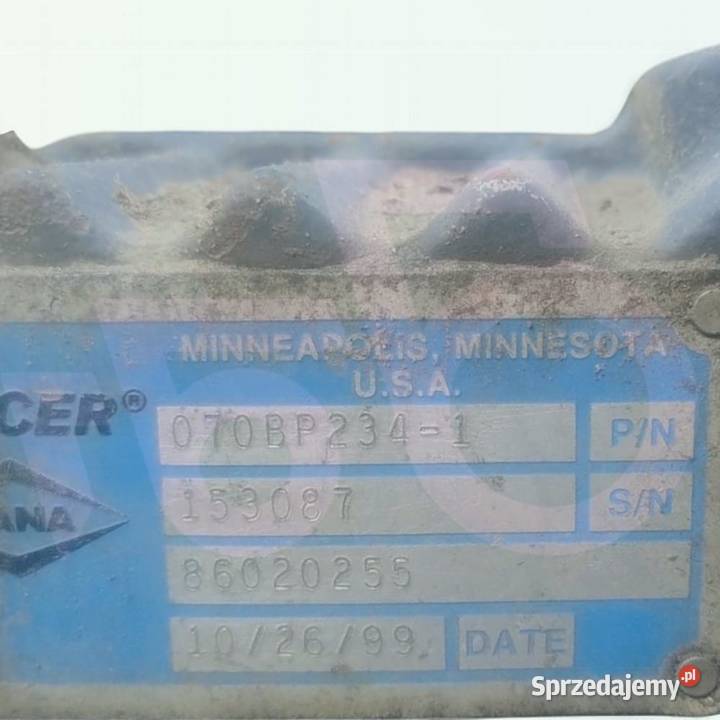 MINNEAPOLIS, MINNESOTA
U.S.A.
CER®
070BP234-1 P/N
ANA
153087 S/N
86020255
10/26/99 DATE
Sprzedajemy.pl